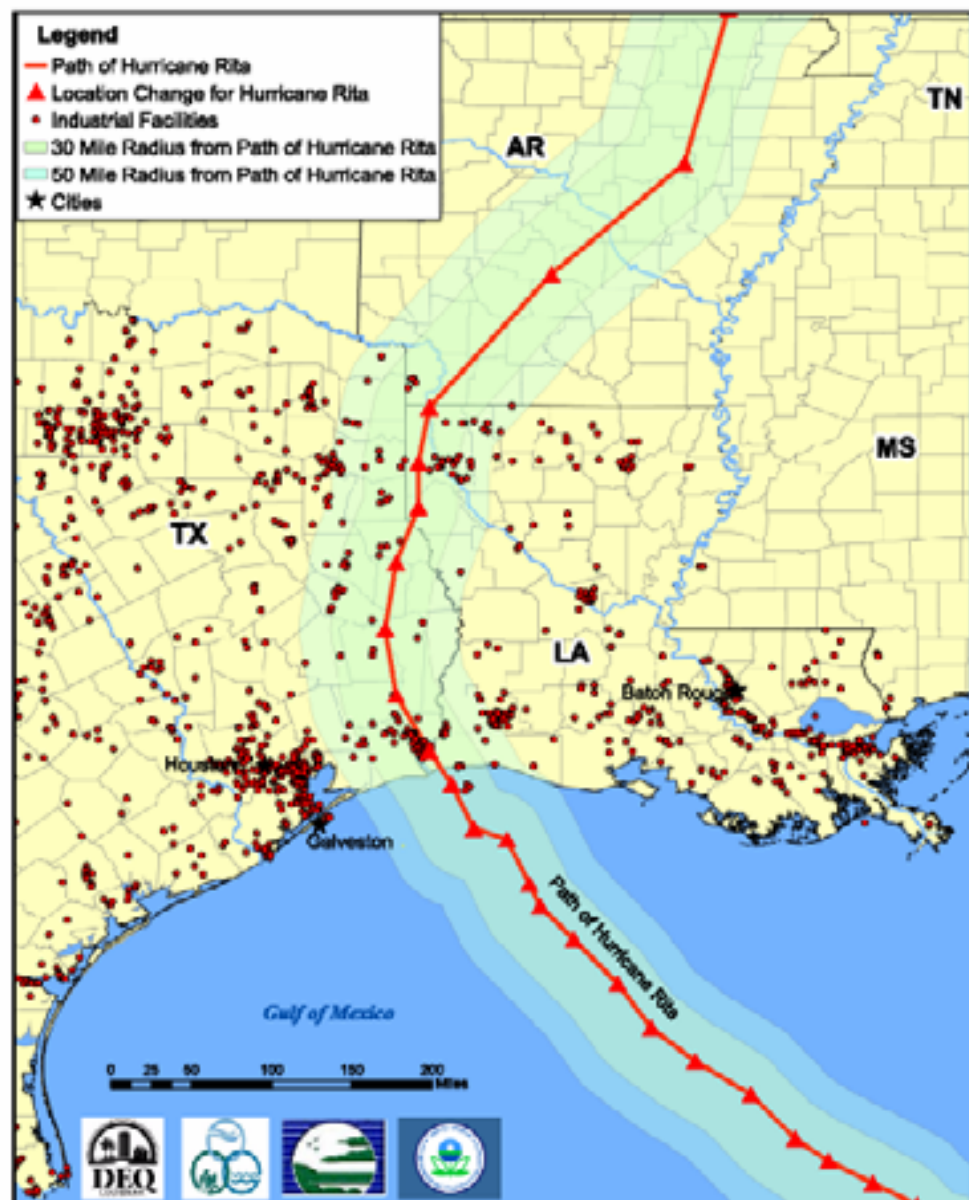 Legend
Path of Hurricane Rita
Location Change for Hurricane Rita
Industrial Facilities
30 Mile Radius from Path of Hurricane Rita
50 Mile Radius from Path of Hurricane Rita
Cities
TN
AR
MS
TX
LA
Baton Rouge
Houston
Galveston
Path of Hurricane Rita
Gulf of Mexico
0 25 50 100 150 200
Miles
DEQ
LOUISIANA